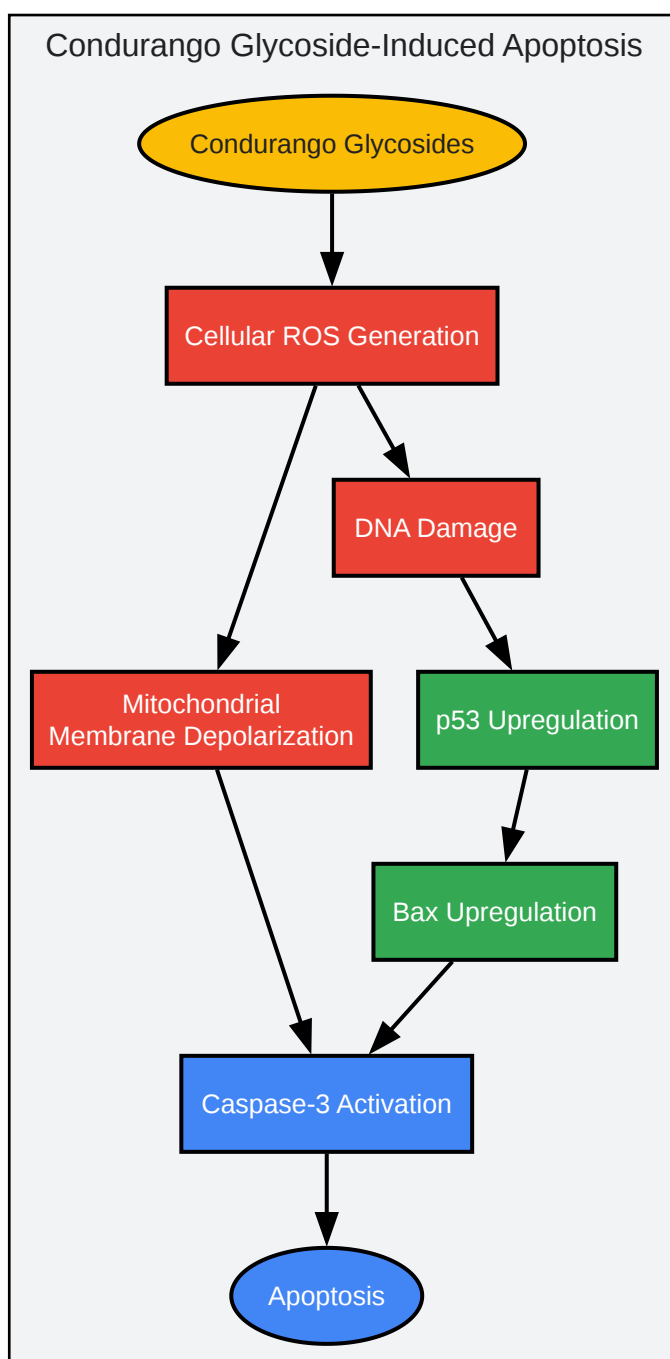 Condurango Glycoside-Induced Apoptosis
Condurango Glycosides
Cellular ROS Generation
DNA Damage
Mitochondrial
Membrane Depolarization
p53 Upregulation
Bax Upregulation
Caspase-3 Activation
Apoptosis